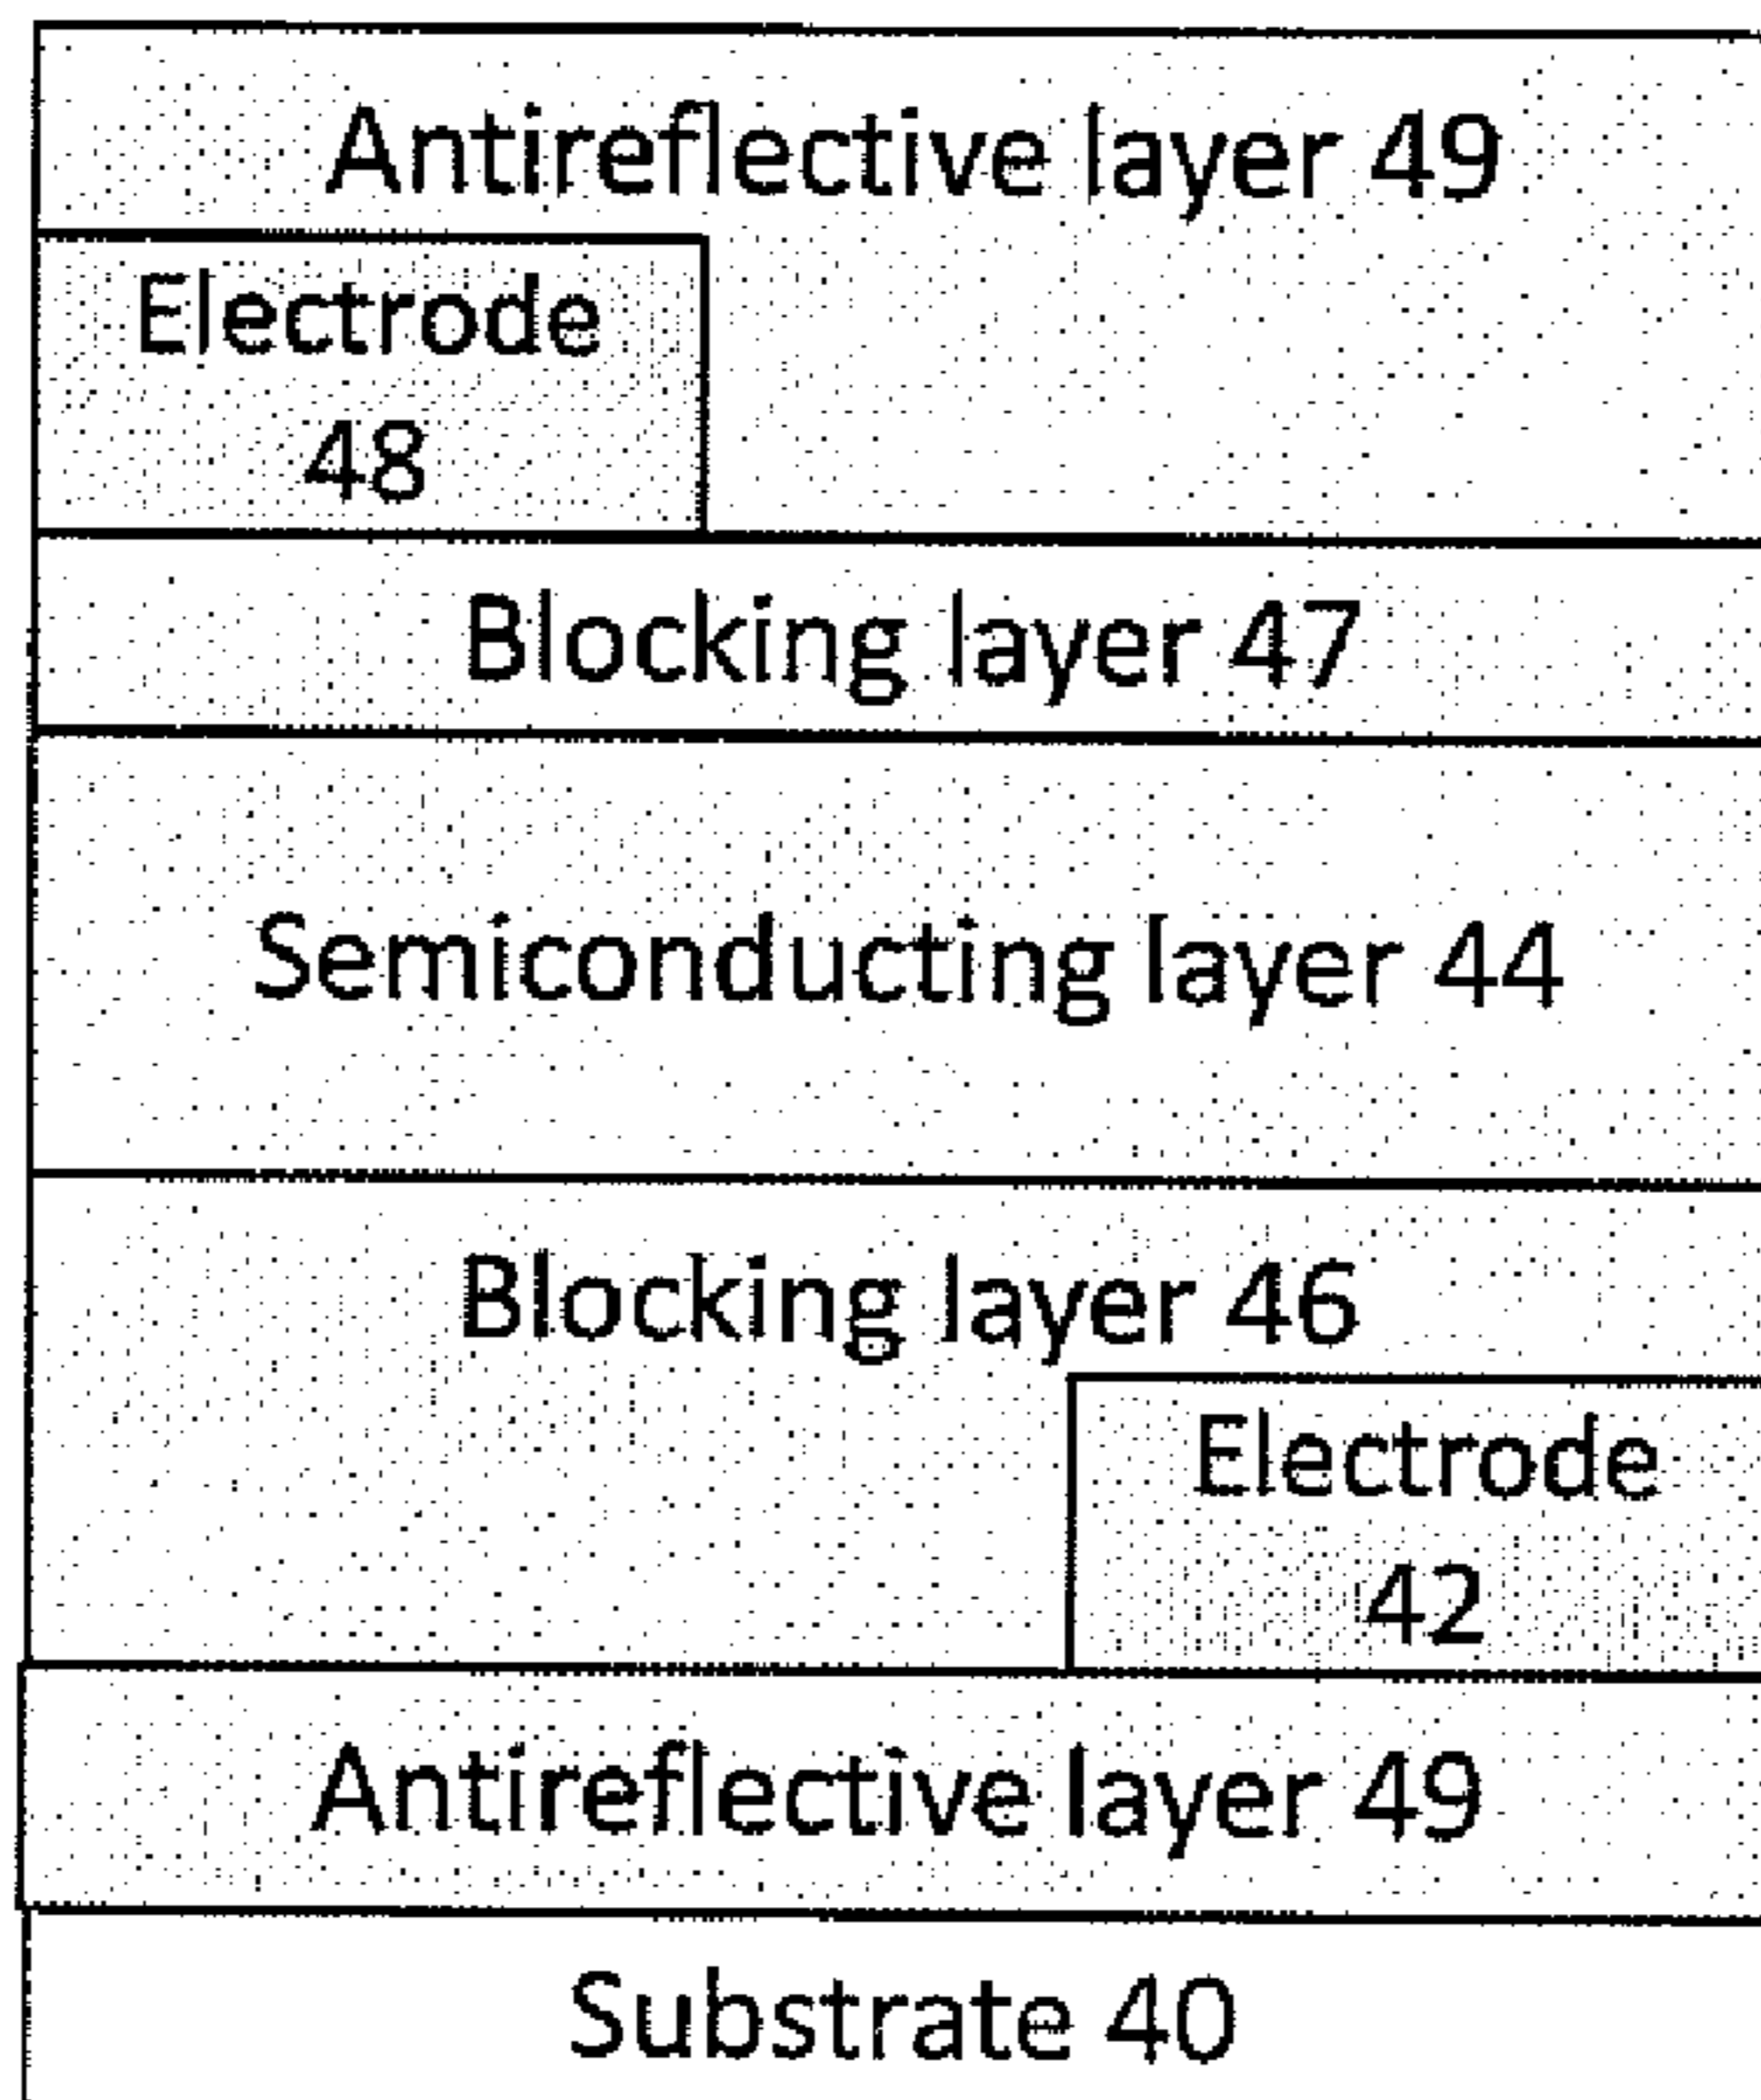 Antireflective layer 49
Electrode
48
Blocking layer 47
Semiconducting layer 44
Blocking layer 46
Electrode
42
Antireflective layer 49
Substrate 40